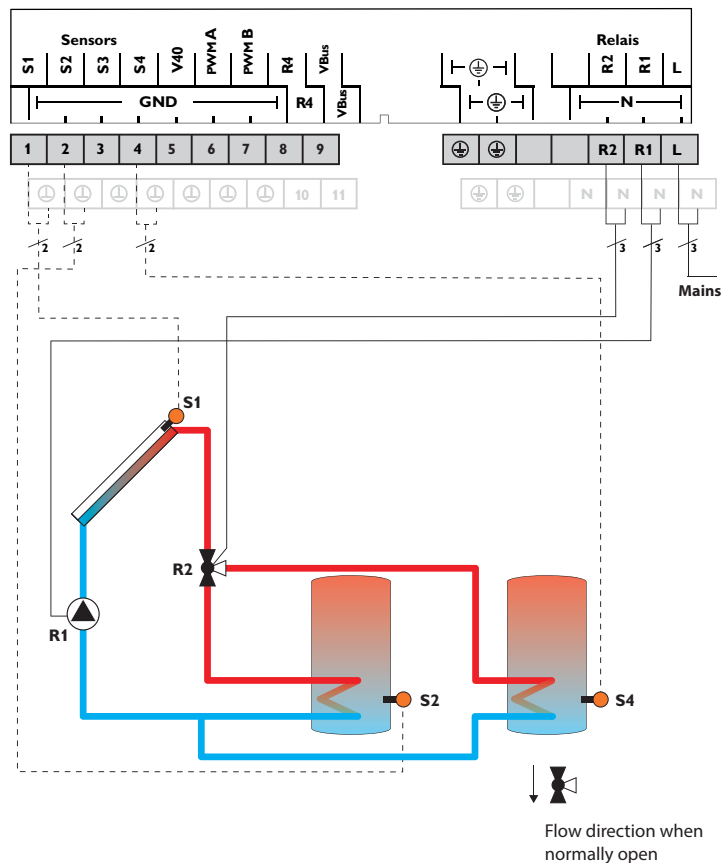 Sensors
Relais
S1 S2 S3 S4 V40 PWM A PWM B R4 VBus
R2 R1 L
GND R4 VBus
N
1 2 3 4 5 6 7 8 9
R2 R1 L
10 11
N N N N
2 2 2
3 3 3
Mains
S1
R2
R1
S2
S4
Flow direction when
normally open